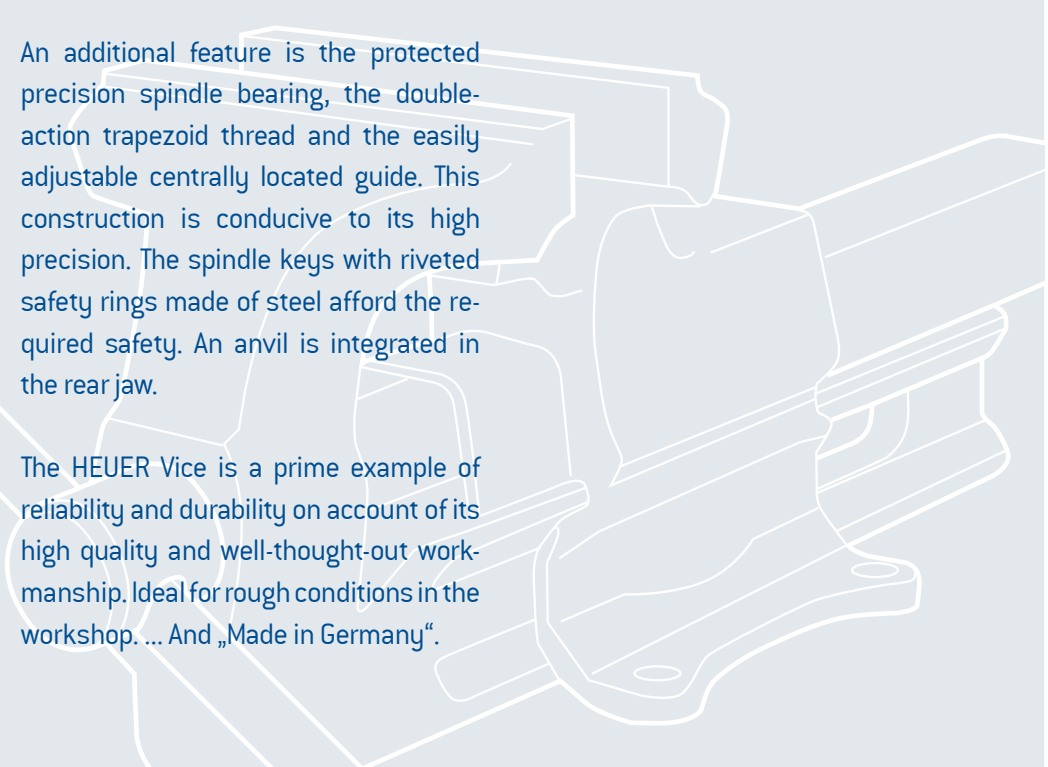 An additional feature is the protected
precision spindle bearing, the double-
action trapezoid thread and the easily
adjustable centrally located guide. This
construction is conducive to its high
precision. The spindle keys with riveted
safety rings made of steel afford the re-
quired safety. An anvil is integrated in
the rear jaw.
The HEUER Vice is a prime example of
reliability and durability on account of its
high quality and well-thought-out work-
manship. Ideal for rough conditions in the
workshop. ... And „Made in Germany“.